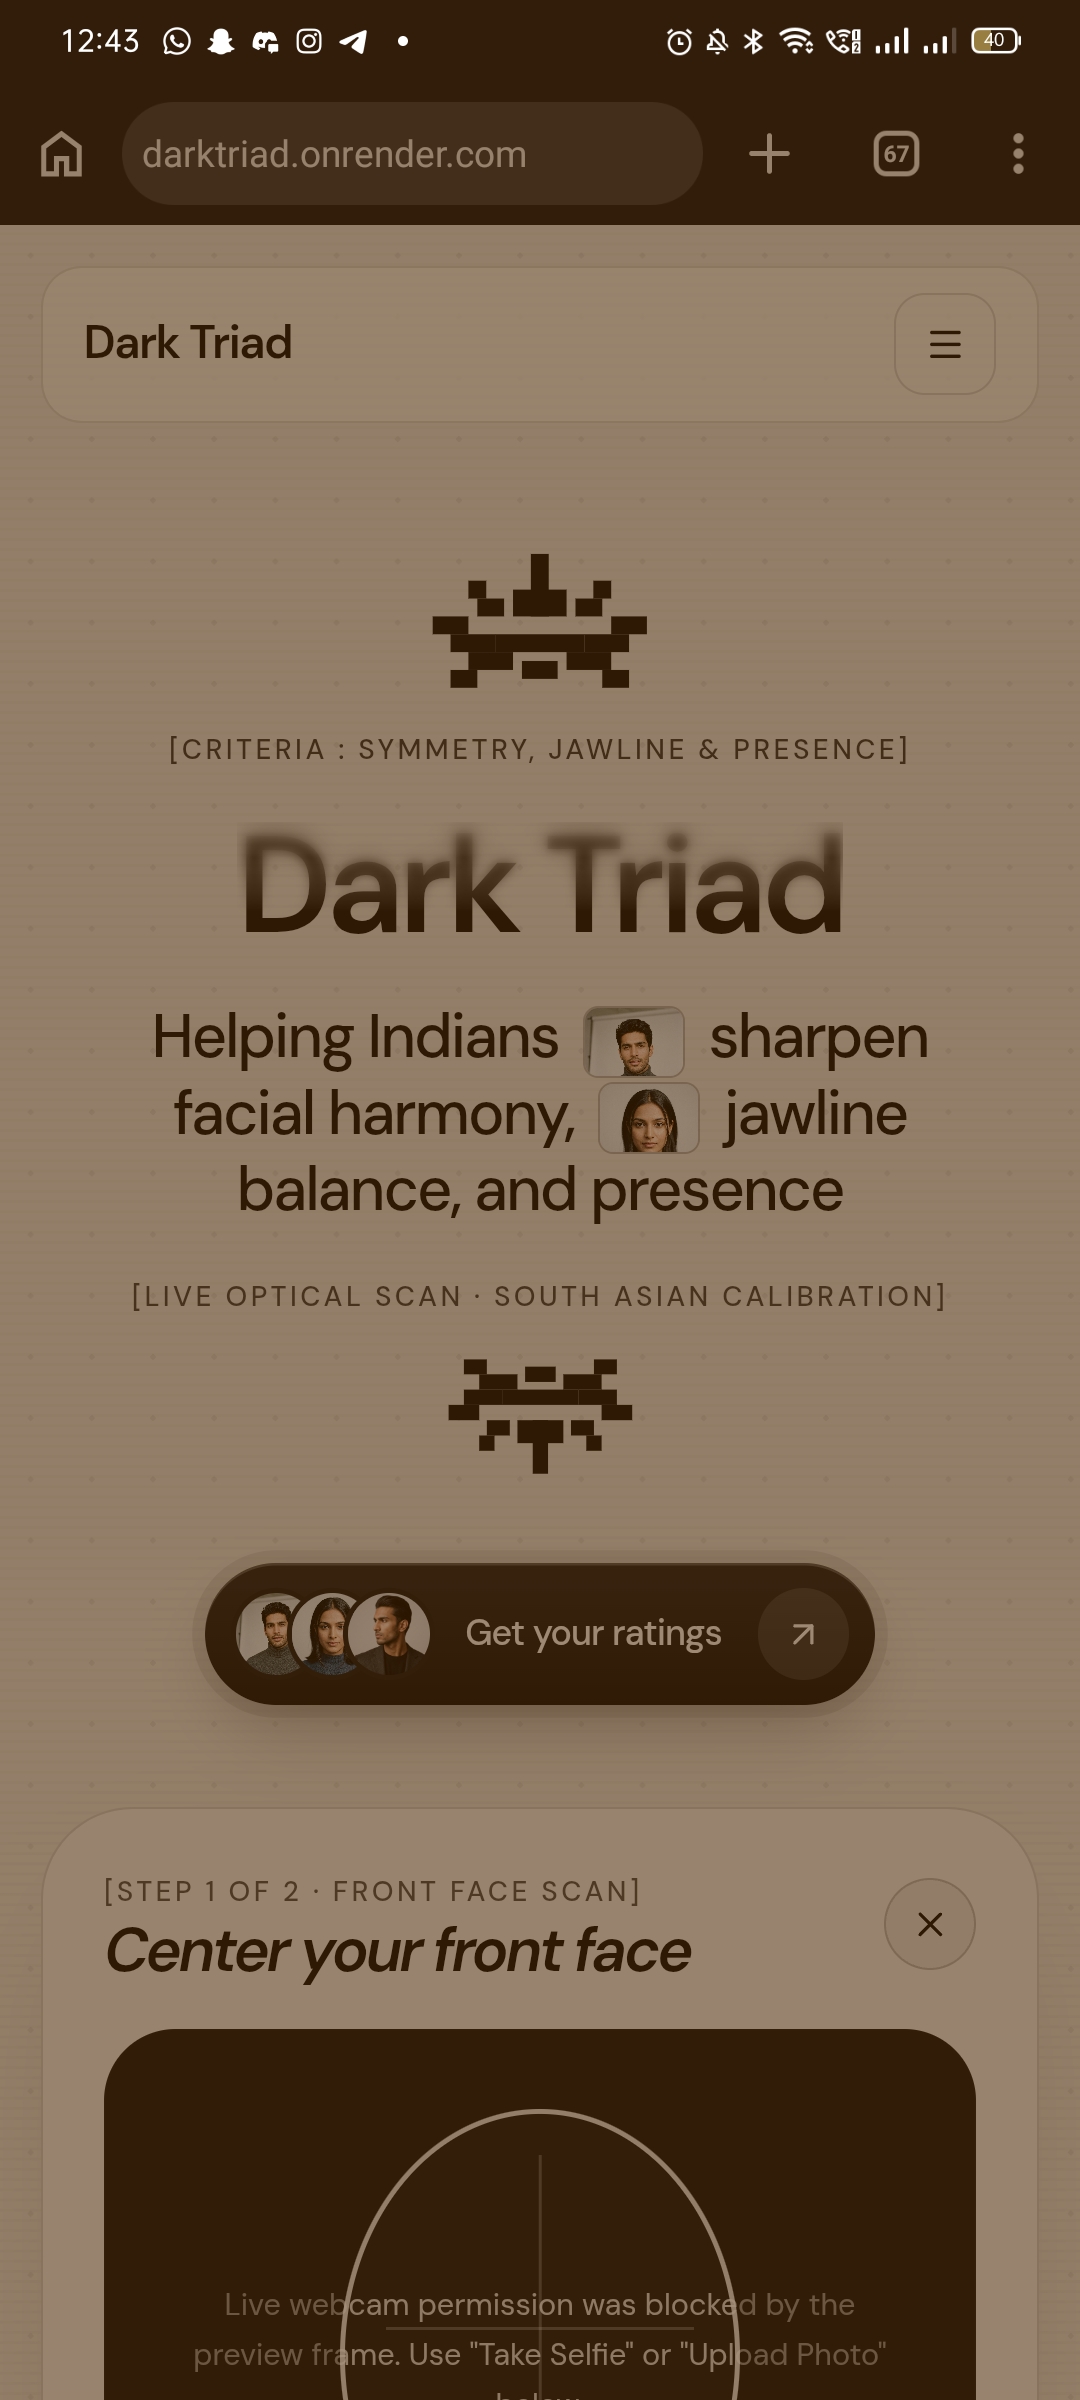 12:43
40
darktriad.onrender.com
67
Dark Triad
[CRITERIA : SYMMETRY, JAWLINE & PRESENCE]
Dark Triad
Helping Indians sharpen
facial harmony, jawline
balance, and presence
[LIVE OPTICAL SCAN · SOUTH ASIAN CALIBRATION]
Get your ratings
[STEP 1 OF 2 · FRONT FACE SCAN]
Center your front face
Live webcam permission was blocked by the
preview frame. Use "Take Selfie" or "Upload Photo"
below